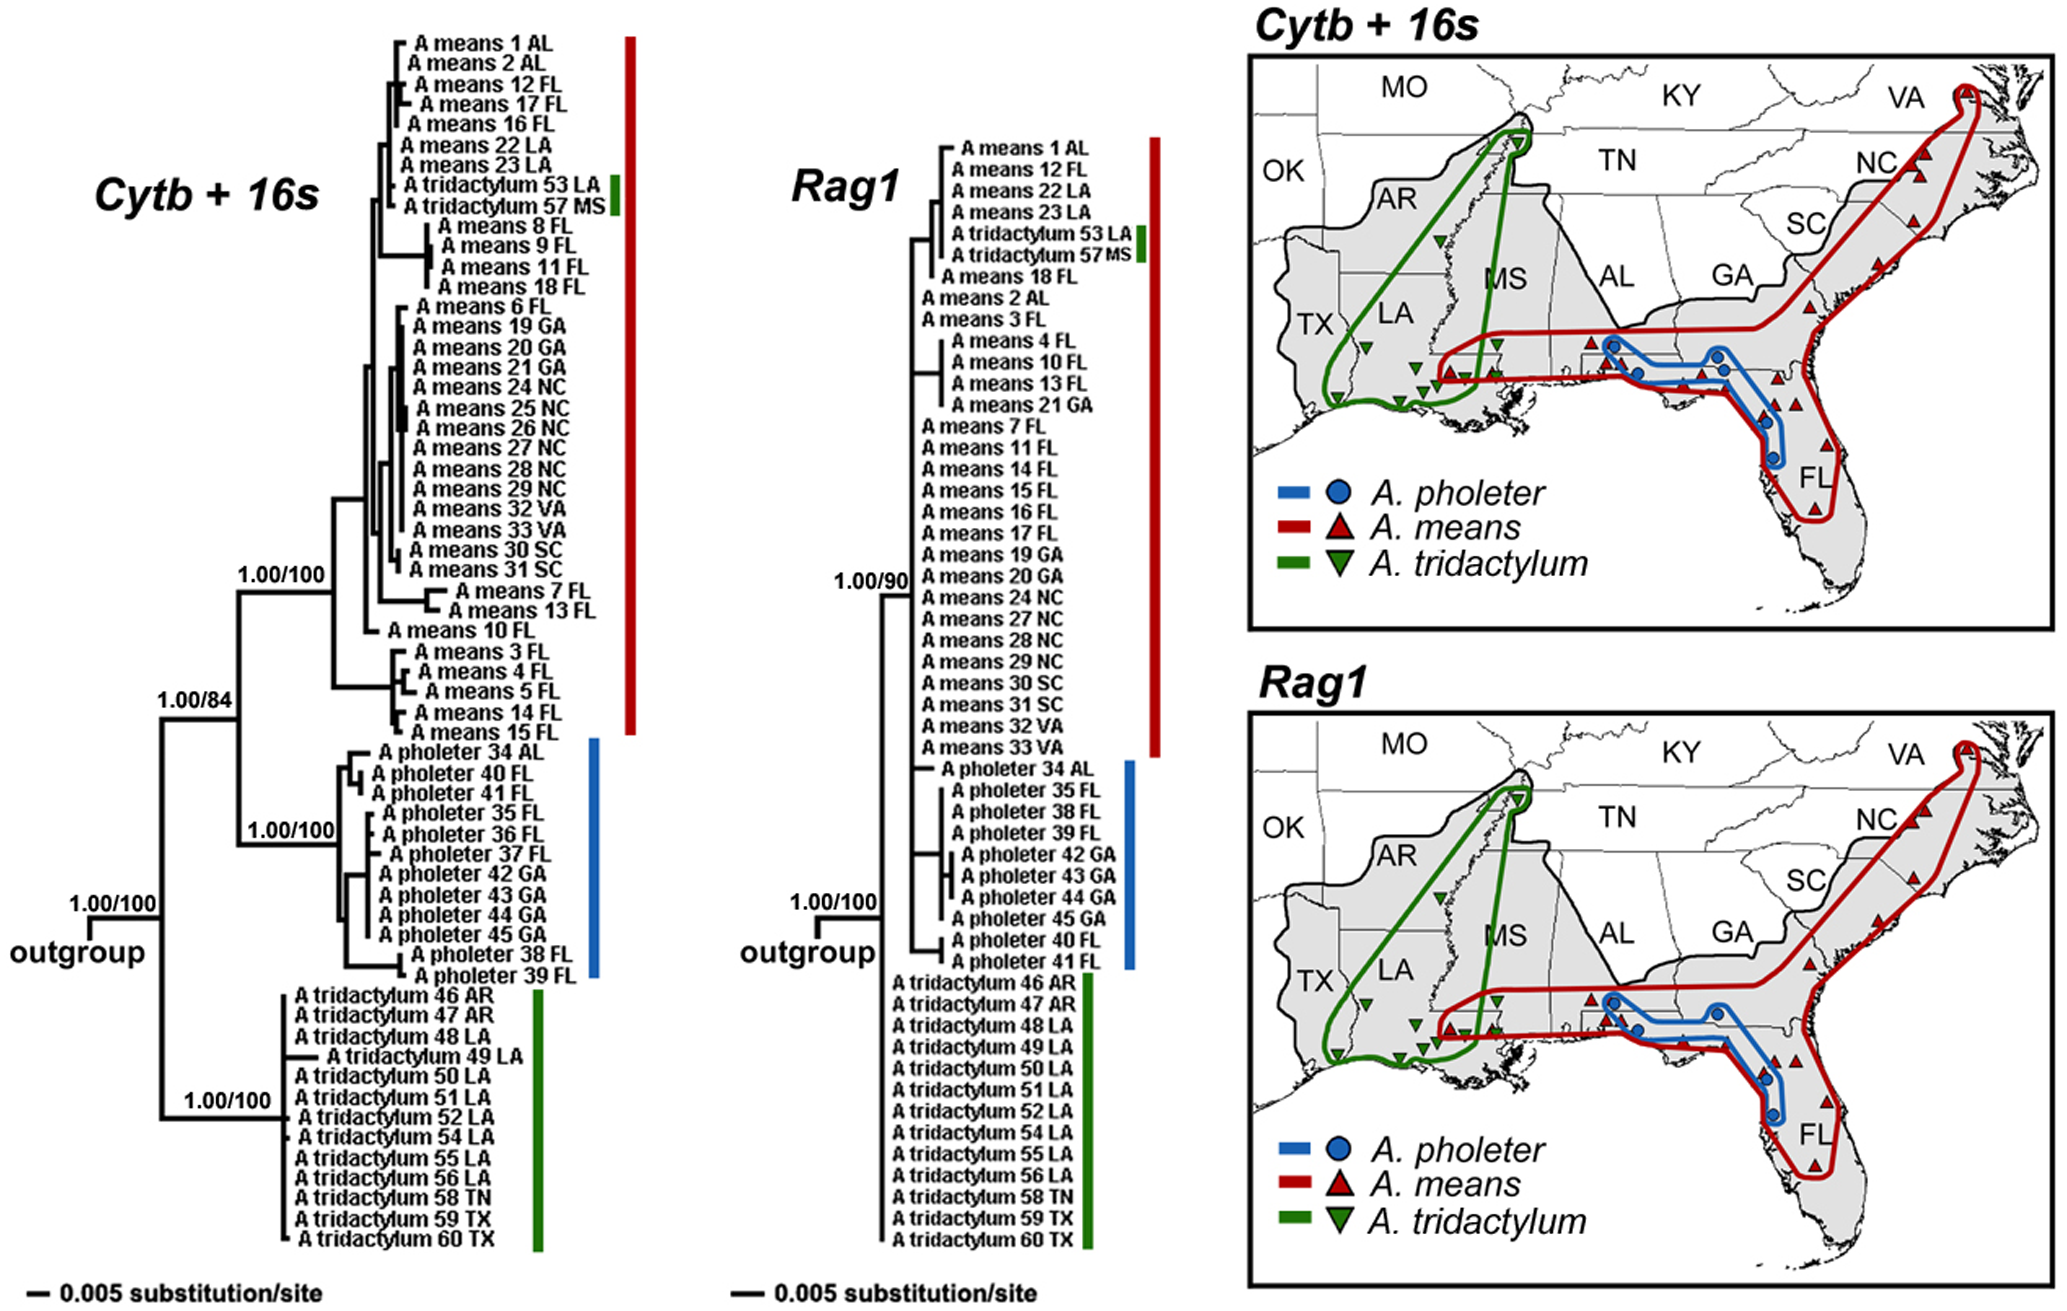 Cytb + 16s
A means 1 AL
A means 2 AL
A means 12 FL
A means 17 FL
A means 16 FL
A means 22 LA
A means 23 LA
A tridactylum 53 LA
A tridactylum 57 MS
A means 8 FL
A means 9 FL
A means 11 FL
A means 18 FL
A means 6 FL
A means 19 GA
A means 20 GA
A means 21 GA
A means 24 NC
A means 25 NC
A means 26 NC
A means 27 NC
A means 28 NC
A means 29 NC
A means 32 VA
A means 33 VA
A means 30 SC
A means 31 SC
A means 7 FL
A means 13 FL
A means 10 FL
A means 3 FL
A means 4 FL
A means 5 FL
A means 14 FL
A means 15 FL
A pholeter 34 AL
A pholeter 40 FL
A pholeter 41 FL
A pholeter 35 FL
A pholeter 36 FL
A pholeter 37 FL
A pholeter 42 GA
A pholeter 43 GA
A pholeter 44 GA
A pholeter 45 GA
A pholeter 38 FL
A pholeter 39 FL
A tridactylum 46 AR
A tridactylum 47 AR
A tridactylum 48 LA
A tridactylum 49 LA
A tridactylum 50 LA
A tridactylum 51 LA
A tridactylum 52 LA
A tridactylum 54 LA
A tridactylum 55 LA
A tridactylum 56 LA
A tridactylum 58 TN
A tridactylum 59 TX
A tridactylum 60 TX
1.00/100
1.00/84
1.00/100
1.00/100
outgroup
1.00/100
0.005 substitution/site
Rag1
A means 1 AL
A means 12 FL
A means 22 LA
A means 23 LA
A tridactylum 53 LA
A tridactylum 57 MS
A means 18 FL
A means 2 AL
A means 3 FL
A means 4 FL
A means 10 FL
A means 13 FL
A means 21 GA
A means 7 FL
A means 11 FL
A means 14 FL
A means 15 FL
A means 16 FL
A means 17 FL
A means 19 GA
A means 20 GA
A means 24 NC
A means 27 NC
A means 28 NC
A means 29 NC
A means 30 SC
A means 31 SC
A means 32 VA
A means 33 VA
A pholeter 34 AL
A pholeter 35 FL
A pholeter 38 FL
A pholeter 39 FL
A pholeter 42 GA
A pholeter 43 GA
A pholeter 44 GA
A pholeter 45 GA
A pholeter 40 FL
A pholeter 41 FL
A tridactylum 46 AR
A tridactylum 47 AR
A tridactylum 48 LA
A tridactylum 49 LA
A tridactylum 50 LA
A tridactylum 51 LA
A tridactylum 52 LA
A tridactylum 54 LA
A tridactylum 55 LA
A tridactylum 56 LA
A tridactylum 58 TN
A tridactylum 59 TX
A tridactylum 60 TX
1.00/90
1.00/100
outgroup
0.005 substitution/site
Cytb + 16s
MO
KY
VA
OK
TN
NC
AR
SC
MS
AL
GA
TX
LA
FL
A. pholeter
A. means
A. tridactylum
Rag1
MO
KY
VA
OK
TN
NC
AR
SC
MS
AL
GA
TX
LA
FL
A. pholeter
A. means
A. tridactylum